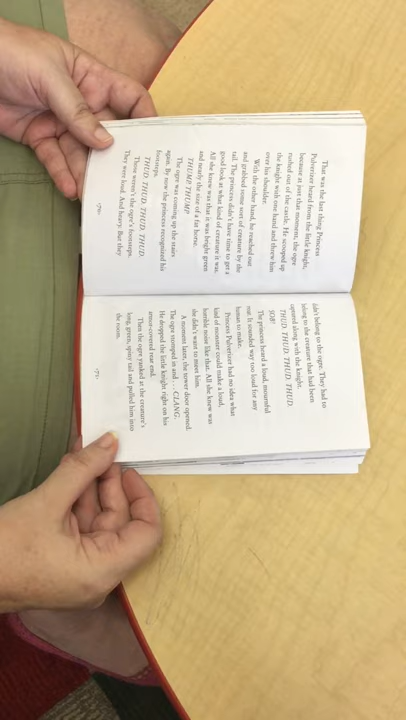 That was the last thing Princess
Pulverizer heard from the little knight,
because at just that moment, the ogre
rushed out of the castle. He scooped up
the knight with one hand and threw him
over his shoulder.
With the other hand, he reached out
and grabbed some sort of creature by the
tail. The princess didn't have time to get a
good look at what kind of creature it was.
All she knew was that it was bright green
and nearly the size of a fat horse.
THUMP. THUMP.
The ogre was coming up the stairs
again. By now the princess recognized his
footsteps.
THUD. THUD. THUD. THUD.
Those weren't the ogre's footsteps.
They were loud. And heavy. But they
didn't belong to the ogre. They had to
belong to the creature that had been
captured along with the knight.
THUD. THUD. THUD. THUD.
SOB!
The princess heard a loud, mournful
wail. It sounded way too loud for any
human to make.
Princess Pulverizer had no idea what
kind of monster could make a loud,
horrible noise like that. All she knew was
she didn't want to meet him.
A moment later, the tower door opened.
The ogre stomped in and . . . CLANG.
He dropped the little knight right on his
armor-covered rear end.
Then the ogre yanked at the creature's
long, green, spiny tail and pulled him into
the room.